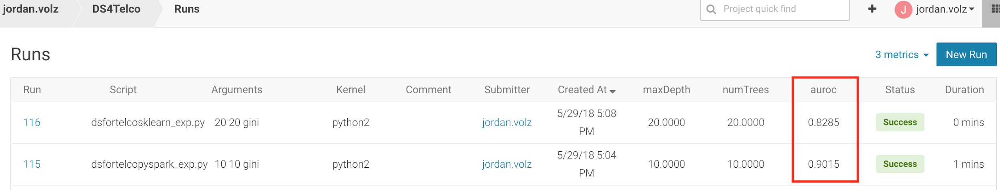 jordan.volz DS4Telco Runs Project quick find + J jordan.volz
Runs 3 metrics New Run
Run Script Arguments Kernel Comment Submitter Created At maxDepth numTrees auroc Status Duration
116 dsfortelcosklearn_exp.py 20 20 gini python2 jordan.volz 5/29/18 5:08 PM 20.0000 20.0000 0.8285 Success 0 mins
115 dsfortelcopyspark_exp.py 10 10 gini python2 jordan.volz 5/29/18 5:04 PM 10.0000 10.0000 0.9015 Success 1 mins